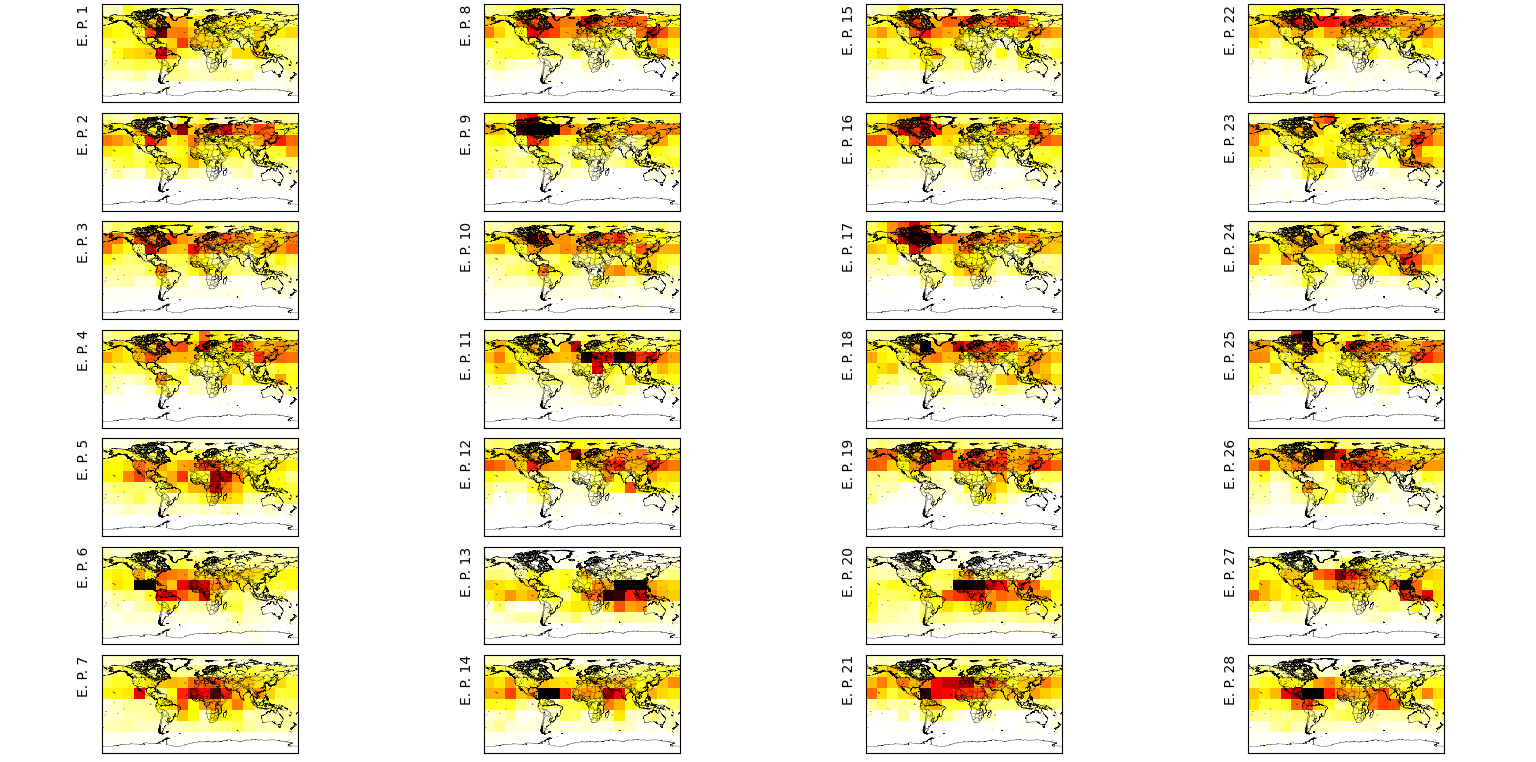 E. P. 1
E. P. 8
E. P. 15
E. P. 22
E. P. 2
E. P. 9
E. P. 16
E. P. 23
E. P. 3
E. P. 10
E. P. 17
E. P. 24
E. P. 4
E. P. 11
E. P. 18
E. P. 25
E. P. 5
E. P. 12
E. P. 19
E. P. 26
E. P. 6
E. P. 13
E. P. 20
E. P. 27
E. P. 7
E. P. 14
E. P. 21
E. P. 28